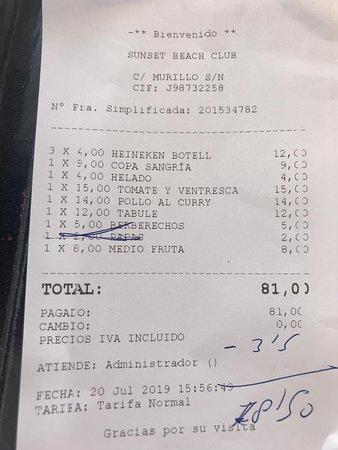 -** Bienvenido **
SUNSET BEACH CLUB
C/ MURILLO S/N
CIF: J98732258
Nº Fra. Simplificada: 201534782
3 X 4,00 HEINEKEN BOTELL 12,00
1 X 9,00 COPA SANGRÍA 9,00
1 X 4,00 HELADO 4,00
1 X 15,00 TOMATE Y VENTRESCA 15,00
1 X 14,00 POLLO AL CURRY 14,00
1 X 12,00 TABULE 12,00
1 X 5,00 BERBERECHOS 5,00
1 X 2,00 PAPAS 2,00
1 X 8,00 MEDIO FRUTA 8,00
TOTAL: 81,00
PAGADO: 81,00
CAMBIO: 0,00
PRECIOS IVA INCLUIDO
- 3'5
ATIENDE: Administrador ()
FECHA: 20 Jul 2019 15:56:49
TARIFA: Tarifa Normal
78'50
Gracias por su visita